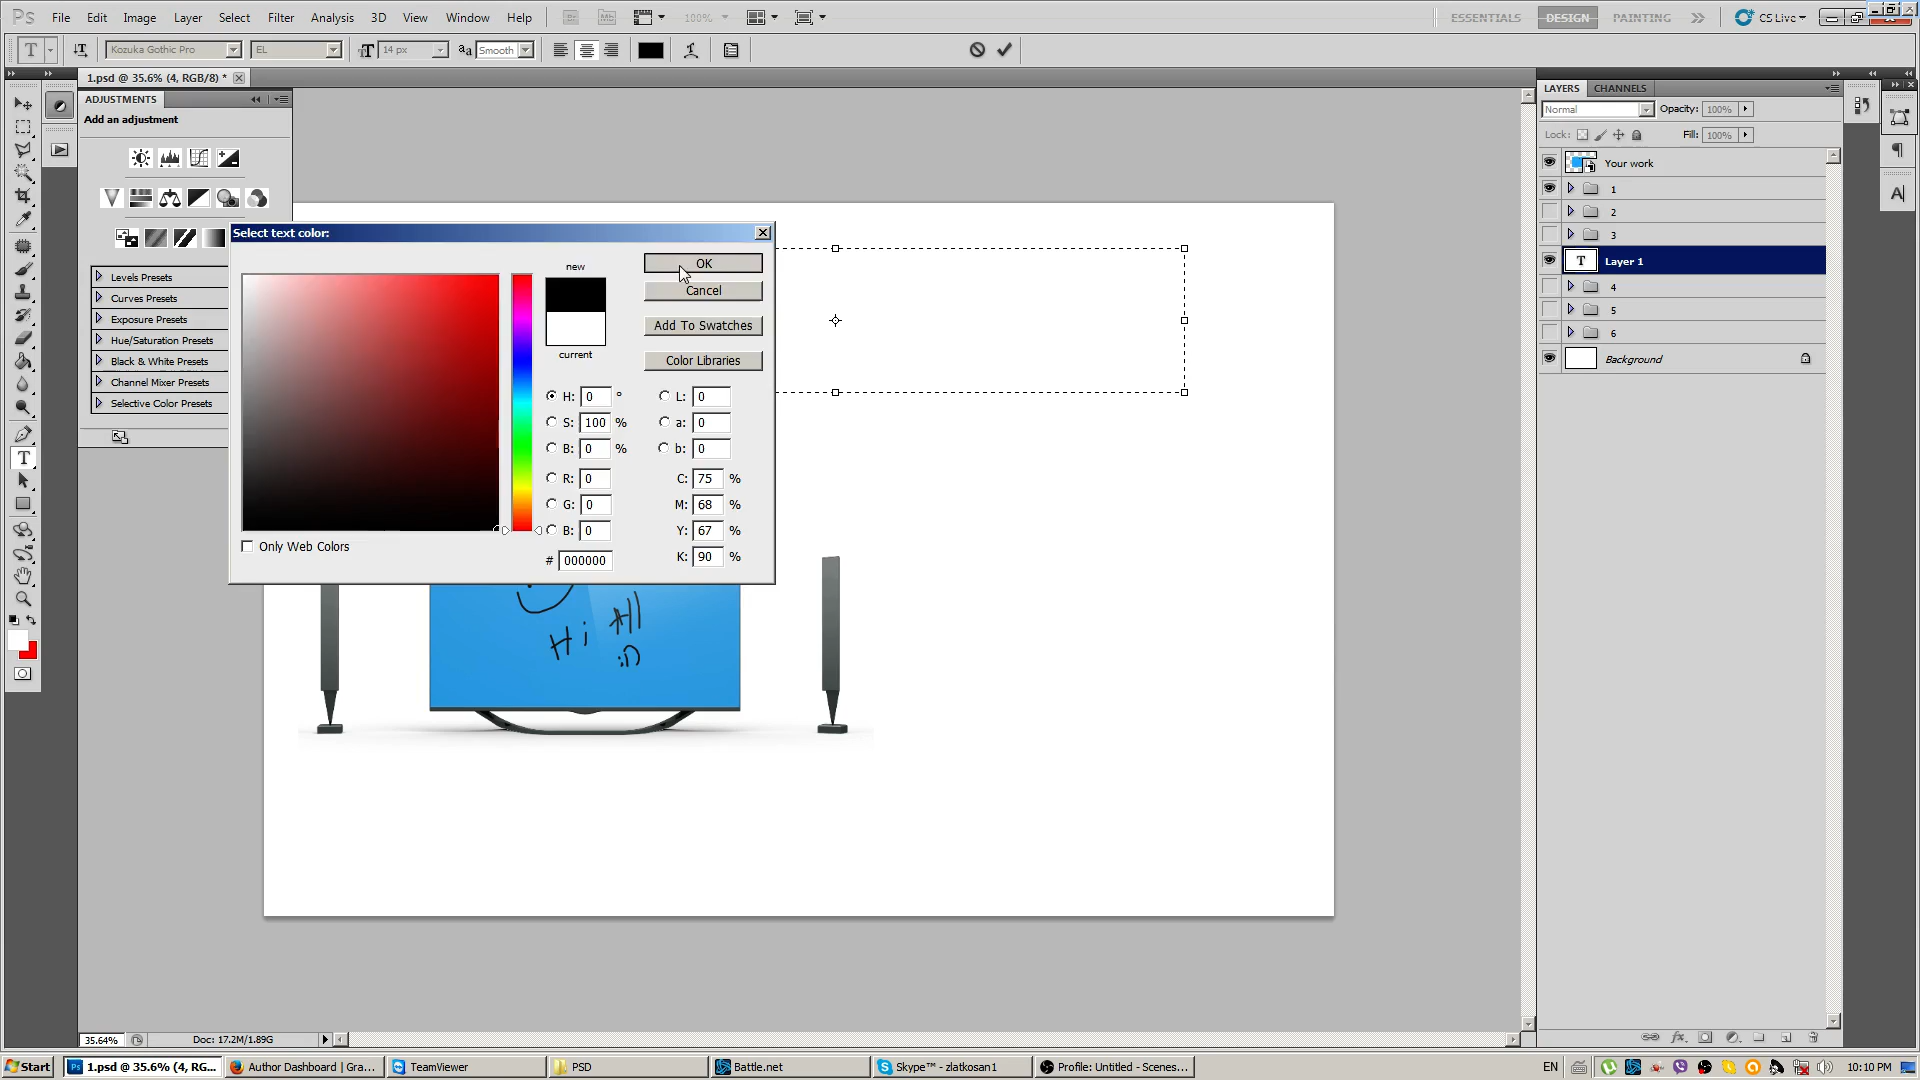 Ps File Edit Image Layer Select Filter Analysis 3D View Window Help Br Mb 100% ESSENTIALS DESIGN PAINTING CS Live
T Kozuka Gothic Pro EL 14 px aa Smooth
1.psd @ 35.6% (4, RGB/8) *
ADJUSTMENTS
Add an adjustment
Levels Presets
Curves Presets
Exposure Presets
Hue/Saturation Presets
Black & White Presets
Channel Mixer Presets
Selective Color Presets
Select text color:
new
current
OK
Cancel
Add To Swatches
Color Libraries
H: 0 °
S: 100 %
B: 0 %
R: 0
G: 0
B: 0
# 000000
L: 0
a: 0
b: 0
C: 75 %
M: 68 %
Y: 67 %
K: 90 %
Only Web Colors
Hi All
:D
LAYERS CHANNELS
Normal Opacity: 100%
Lock: Fill: 100%
Your work
1
2
3
T Layer 1
4
5
6
Background
35.64% Doc: 17.2M/1.89G
Start 1.psd @ 35.6% (4, RG... Author Dashboard | Gra... TeamViewer PSD Battle.net Skype™ - zlatkosan1 Profile: Untitled - Scenes... EN 10:10 PM